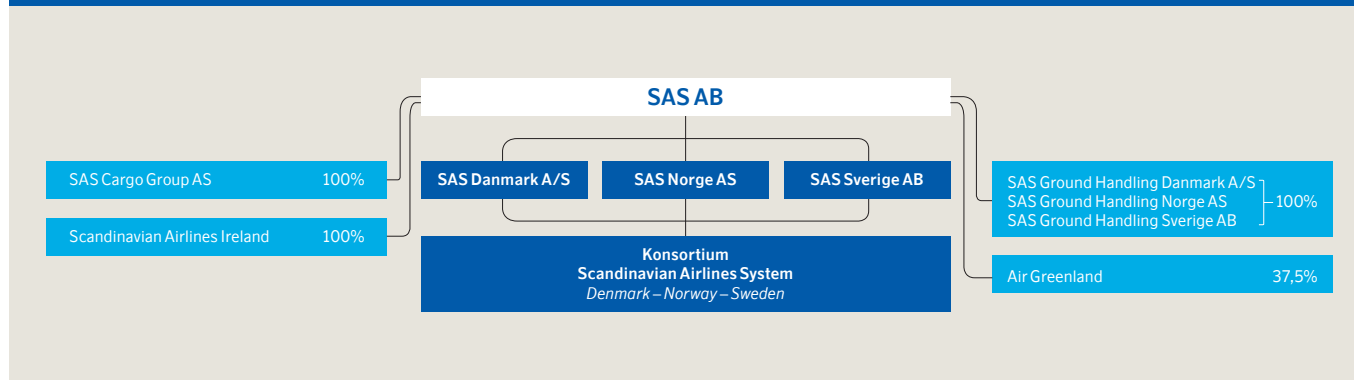 SAS AB
SAS Cargo Group AS 100%
Scandinavian Airlines Ireland 100%
SAS Danmark A/S
SAS Norge AS
SAS Sverige AB
Konsortium
Scandinavian Airlines System
Denmark – Norway – Sweden
SAS Ground Handling Danmark A/S
SAS Ground Handling Norge AS 100%
SAS Ground Handling Sverige AB
Air Greenland 37,5%